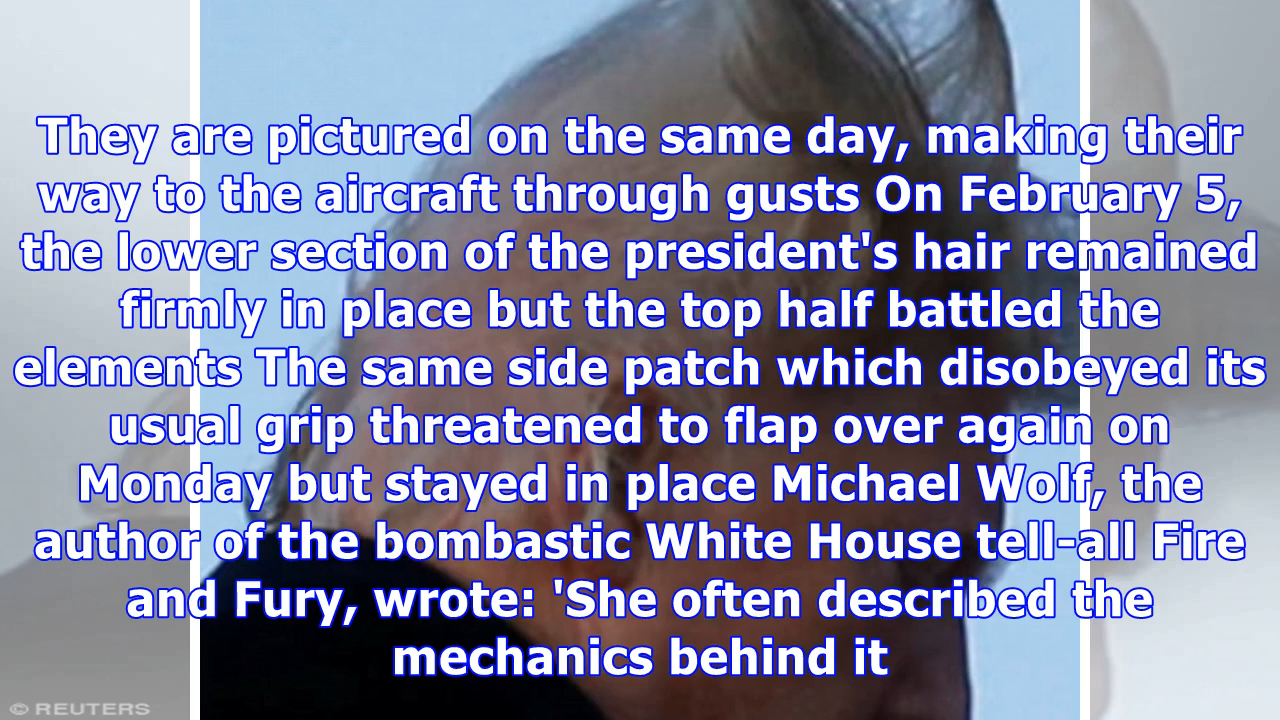 They are pictured on the same day, making their
way to the aircraft through gusts On February 5,
the lower section of the president's hair remained
firmly in place but the top half battled the
elements The same side patch which disobeyed its
usual grip threatened to flap over again on
Monday but stayed in place Michael Wolf, the
author of the bombastic White House tell-all Fire
and Fury, wrote: 'She often described the
mechanics behind it
© REUTERS